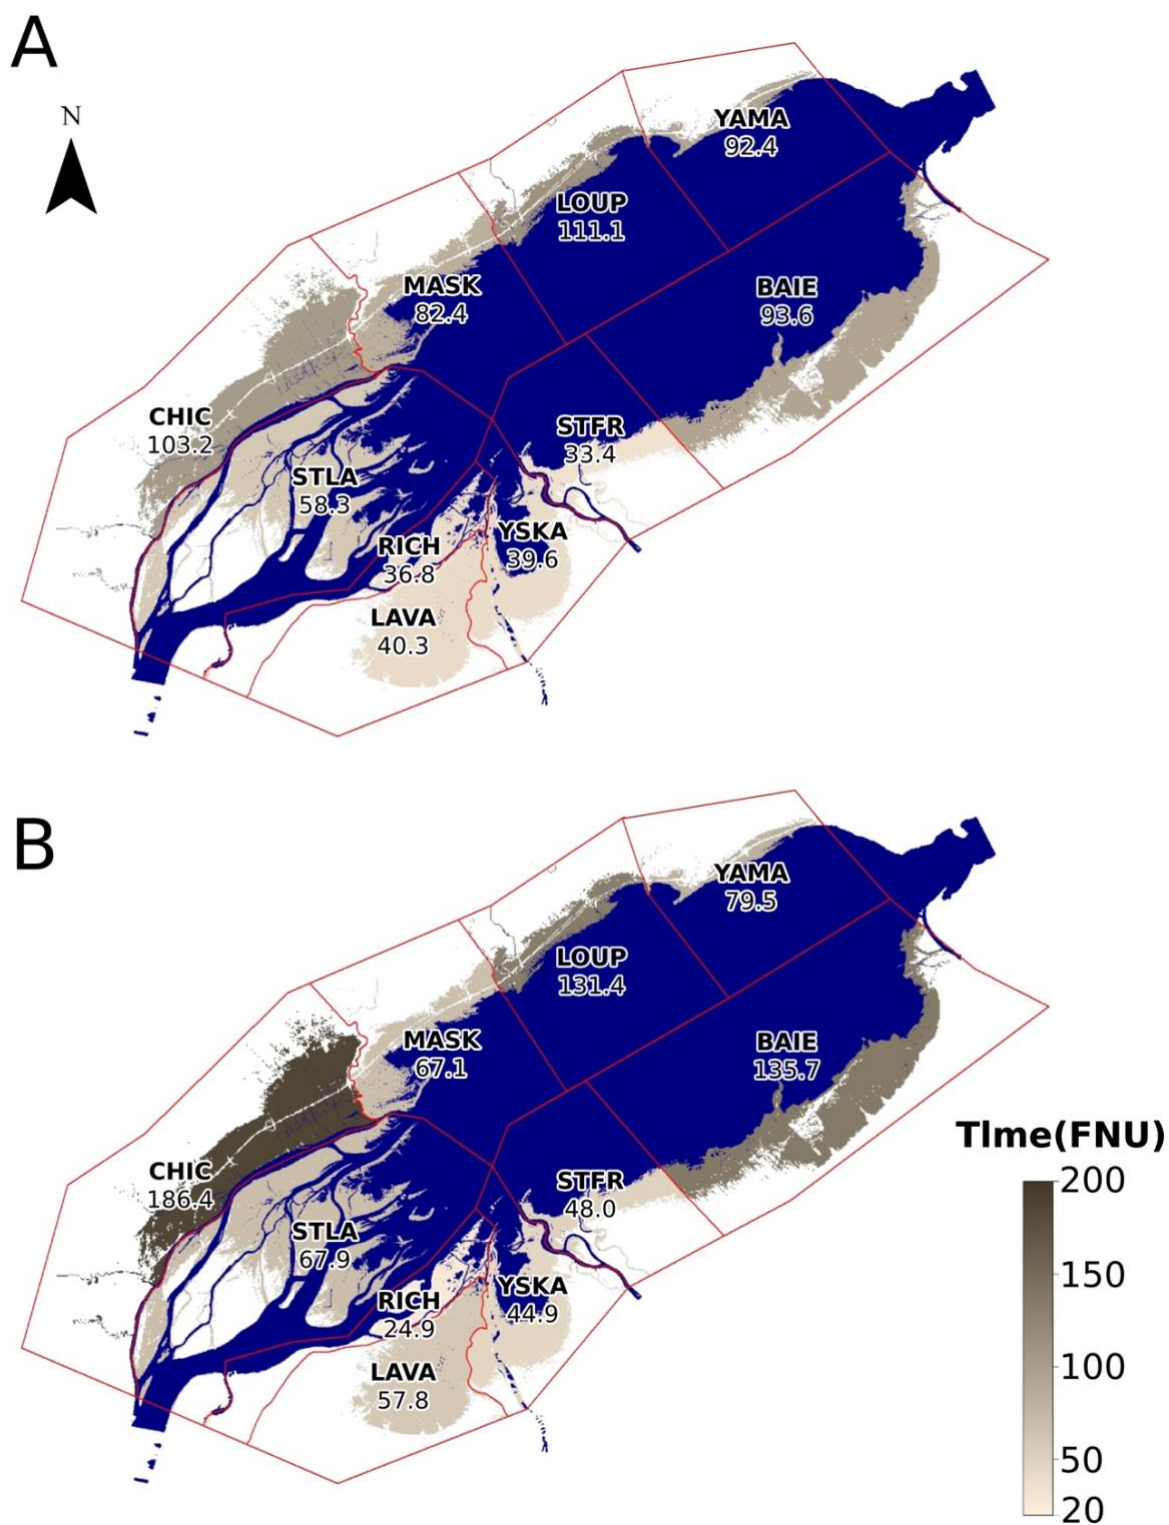 A
N
YAMA
92.4
LOUP
111.1
MASK
82.4
BAIE
93.6
CHIC
103.2
STFR
33.4
STLA
58.3
YSKA
39.6
RICH
36.8
LAVA
40.3
B
YAMA
79.5
LOUP
131.4
MASK
67.1
BAIE
135.7
CHIC
186.4
STFR
48.0
STLA
67.9
YSKA
44.9
RICH
24.9
LAVA
57.8
TIme(FNU)
200
150
100
50
20